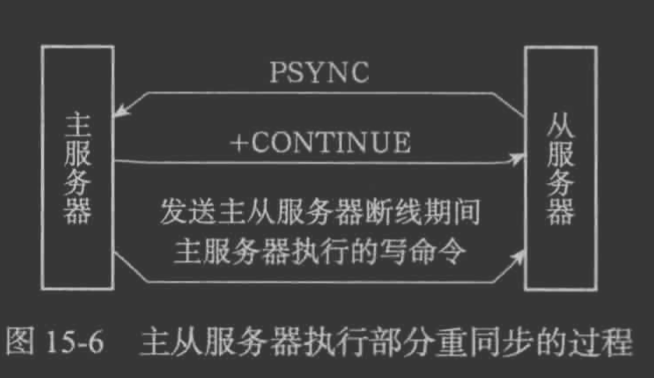 PSYNC
主服务器
从服务器
+CONTINUE
发送主从服务器断线期间
主服务器执行的写命令
图 15-6 主从服务器执行部分重同步的过程